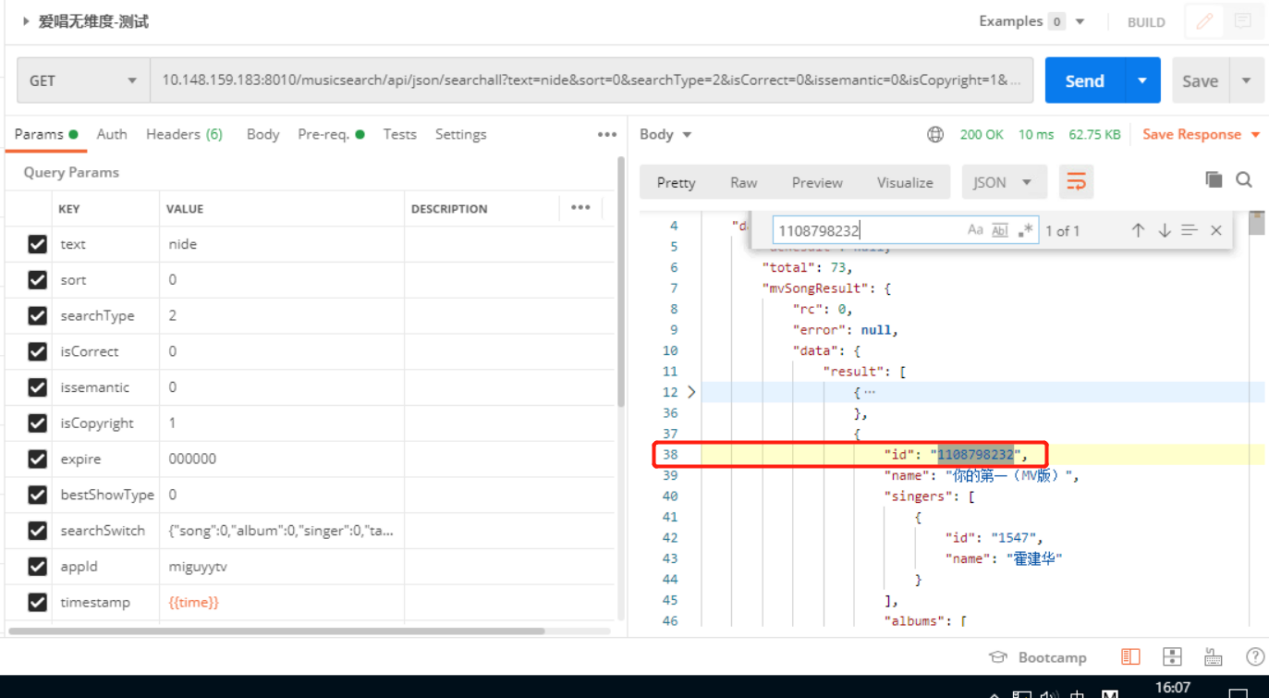 爱唱无维度-测试
Examples 0
BUILD
GET
10.148.159.183:8010/musicsearch/api/json/searchall?text=nide&sort=0&searchType=2&isCorrect=0&issemantic=0&isCopyright=1& ...
Send
Save
Params Auth Headers (6) Body Pre-req. Tests Settings
Query Params
KEY VALUE DESCRIPTION
text nide
sort 0
searchType 2
isCorrect 0
issemantic 0
isCopyright 1
expire 000000
bestShowType 0
searchSwitch {"song":0,"album":0,"singer":0,"ta...
appId miguyytv
timestamp {{time}}
Body 200 OK 10 ms 62.75 KB Save Response
Pretty Raw Preview Visualize JSON
1108798232 Aa Abl .* 1 of 1
4 "d
5
6 "total": 73,
7 "mvSongResult": {
8 "rc": 0,
9 "error": null,
10 "data": {
11 "result": [
12 {...
36 },
37 {
38 "id": "1108798232",
39 "name": "你的第一（MV版）",
40 "singers": [
41 {
42 "id": "1547",
43 "name": "霍建华"
44 }
45 ],
46 "albums": [
Bootcamp
中 M 16:07